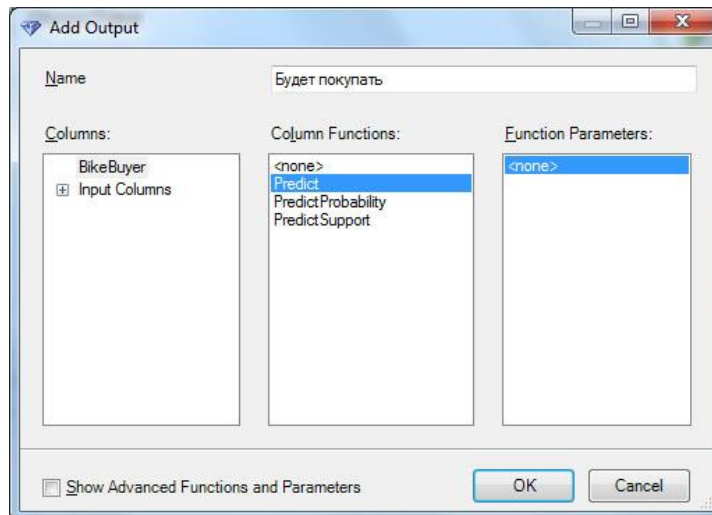 Add Output
Name
Будет покупать
Columns:
BikeBuyer
Input Columns
Column Functions:
<none>
Predict
PredictProbability
PredictSupport
Function Parameters:
<none>
Show Advanced Functions and Parameters
OK
Cancel